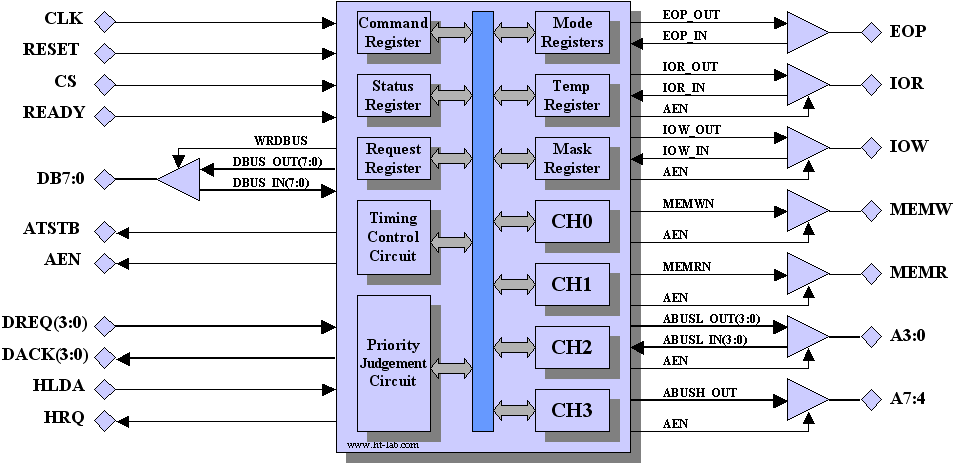 CLK
RESET
CS
READY
DB7:0
ATSTB
AEN
DREQ(3:0)
DACK(3:0)
HLDA
HRQ
WRDBUS
DBUS_OUT(7:0)
DBUS_IN(7:0)
Command
Register
Status
Register
Request
Register
Timing
Control
Circuit
Priority
Judgement
Circuit
www.ht-lab.com
Mode
Registers
Temp
Register
Mask
Register
CH0
CH1
CH2
CH3
EOP_OUT
EOP_IN
IOR_OUT
IOR_IN
AEN
IOW_OUT
IOW_IN
AEN
MEMWN
AEN
MEMRN
AEN
ABUSL_OUT(3:0)
ABUSL_IN(3:0)
AEN
ABUSH_OUT
AEN
EOP
IOR
IOW
MEMW
MEMR
A3:0
A7:4